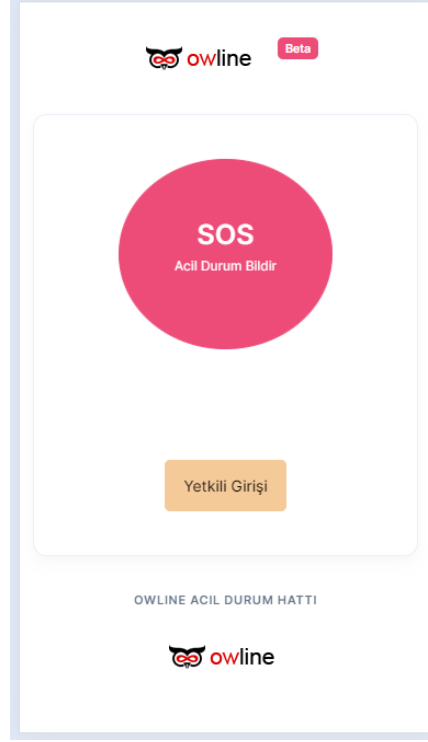 owline
Beta
SOS
Acil Durum Bildir
Yetkili Girişi
OWLINE ACIL DURUM HATTI
owline